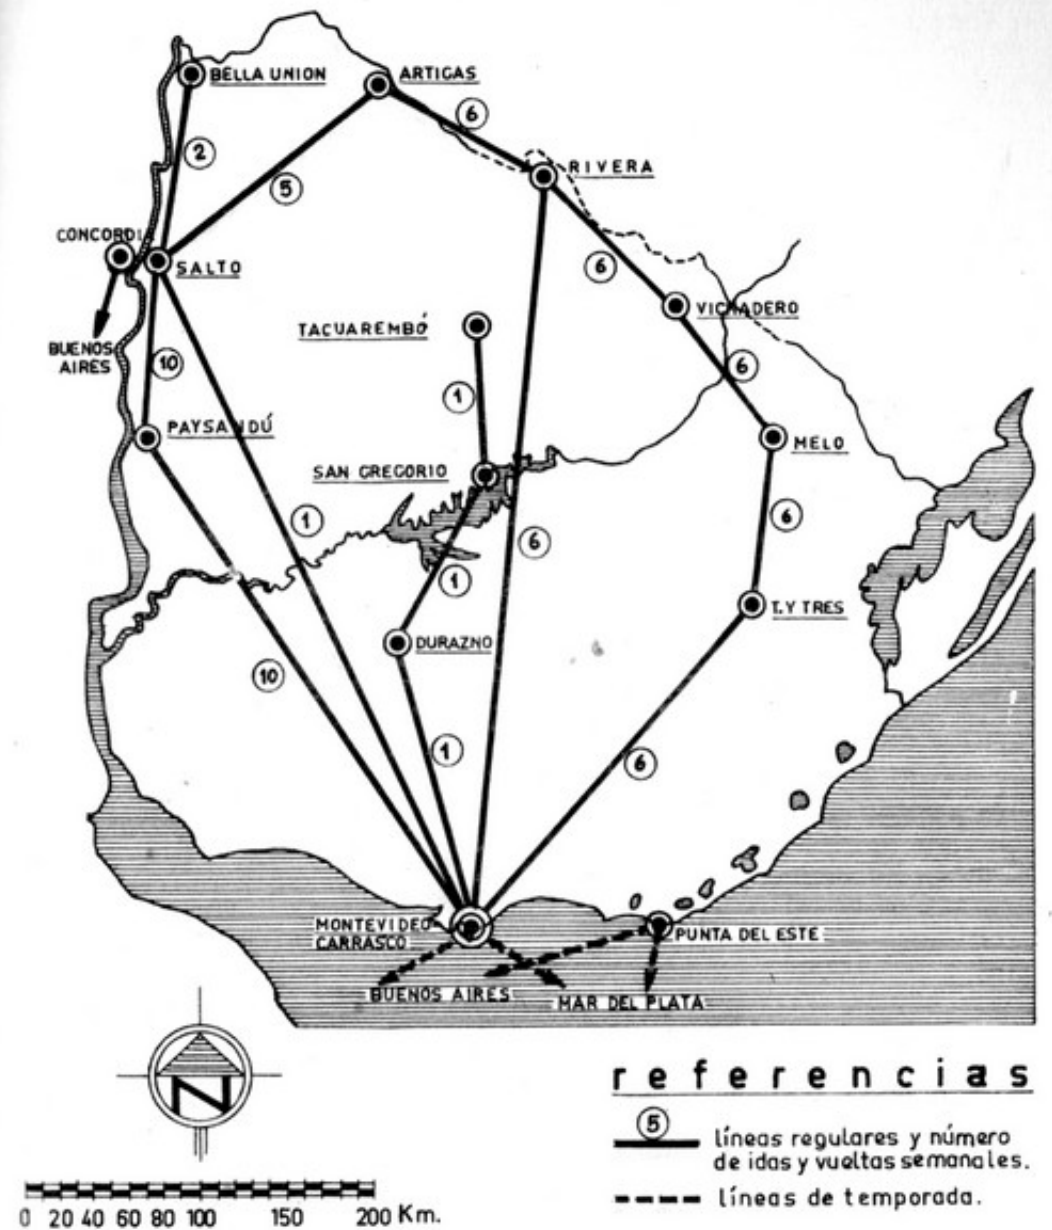 BELLA UNION
ARTIGAS
6
2
RIVERA
5
CONCORDIA
SALTO
6
VICHADERO
TACUAREMBÓ
BUENOS
AIRES
10
6
1
PAYSANDÚ
MELO
SAN GREGORIO
1
6
6
1
T.Y TRES
DURAZNO
10
1
6
MONTEVIDEO
CARRASCO
PUNTA DEL ESTE
BUENOS AIRES
MAR DEL PLATA
N
referencias
5
líneas regulares y número
de idas y vueltas semanales.
líneas de temporada.
0 20 40 60 80 100 150 200 Km.